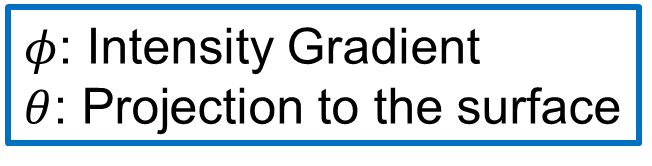 ϕ: Intensity Gradient
θ: Projection to the surface